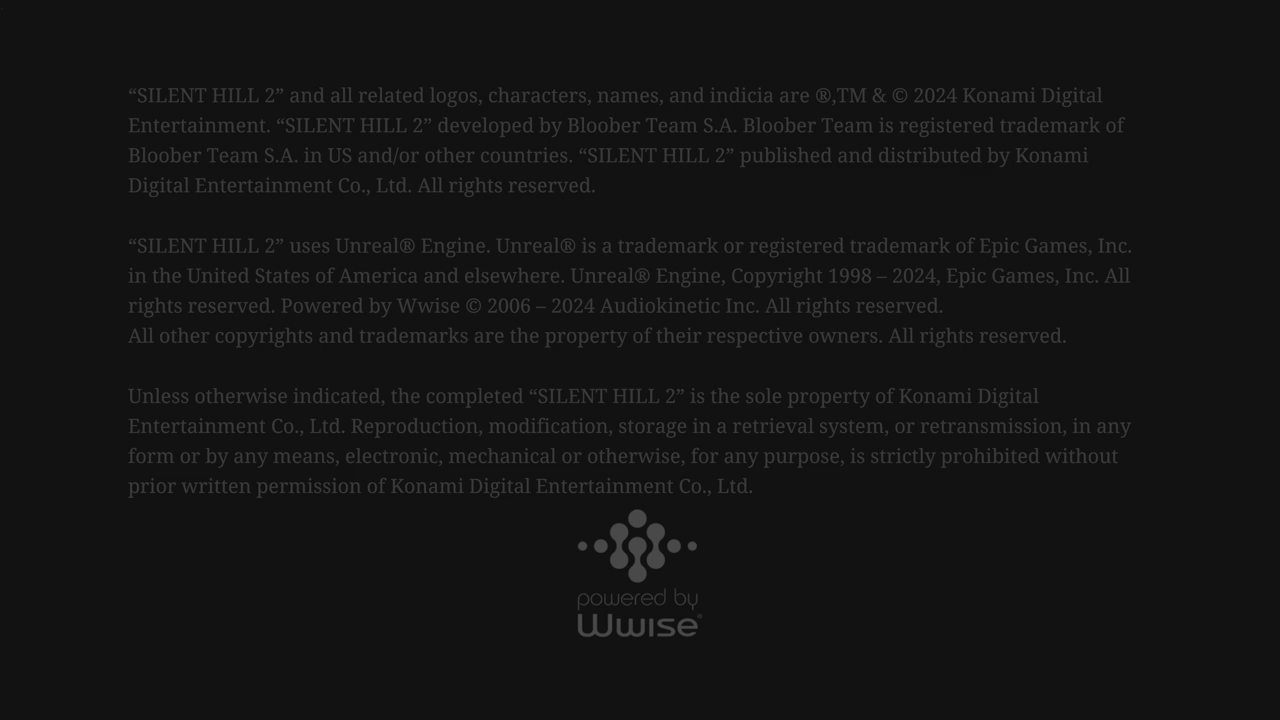 “SILENT HILL 2” and all related logos, characters, names, and indicia are ®,TM & © 2024 Konami Digital
Entertainment. “SILENT HILL 2” developed by Bloober Team S.A. Bloober Team is registered trademark of
Bloober Team S.A. in US and/or other countries. “SILENT HILL 2” published and distributed by Konami
Digital Entertainment Co., Ltd. All rights reserved.
“SILENT HILL 2” uses Unreal® Engine. Unreal® is a trademark or registered trademark of Epic Games, Inc.
in the United States of America and elsewhere. Unreal® Engine, Copyright 1998 – 2024, Epic Games, Inc. All
rights reserved. Powered by Wwise © 2006 – 2024 Audiokinetic Inc. All rights reserved.
All other copyrights and trademarks are the property of their respective owners. All rights reserved.
Unless otherwise indicated, the completed “SILENT HILL 2” is the sole property of Konami Digital
Entertainment Co., Ltd. Reproduction, modification, storage in a retrieval system, or retransmission, in any
form or by any means, electronic, mechanical or otherwise, for any purpose, is strictly prohibited without
prior written permission of Konami Digital Entertainment Co., Ltd.
powered by
Wwise®